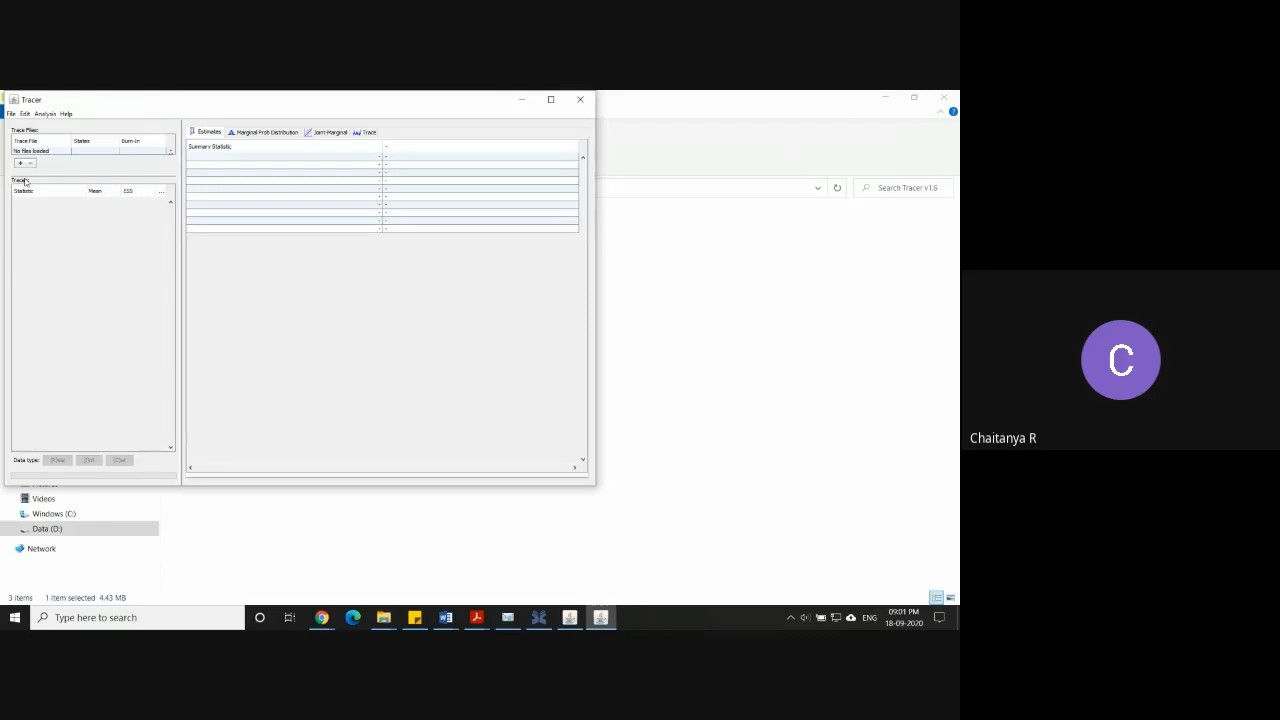 Tracer
File Edit Analysis Help
Trace Files:
Trace File States Burn-In
No files loaded
+ -
Traces:
Statistic Mean ESS ...
Data type:
Estimates Marginal Prob Distribution Joint-Marginal Trace
Summary Statistic -
- -
- -
- -
- -
- -
- -
- -
- -
- -
- -
Search Tracer v1.6
Videos
Windows (C:)
Data (D:)
Network
3 items 1 item selected 4.43 MB
Type here to search
ENG
09:01 PM
18-09-2020
C
Chaitanya R